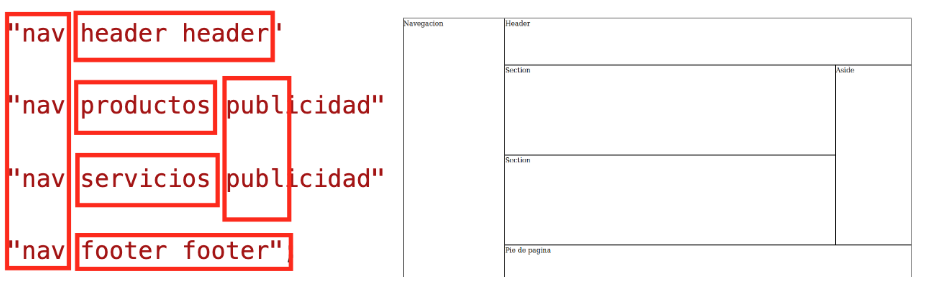 "nav header header"
"nav productos publicidad"
"nav servicios publicidad"
"nav footer footer";
Navegacion
Header
Section
Aside
Section
Pie de pagina